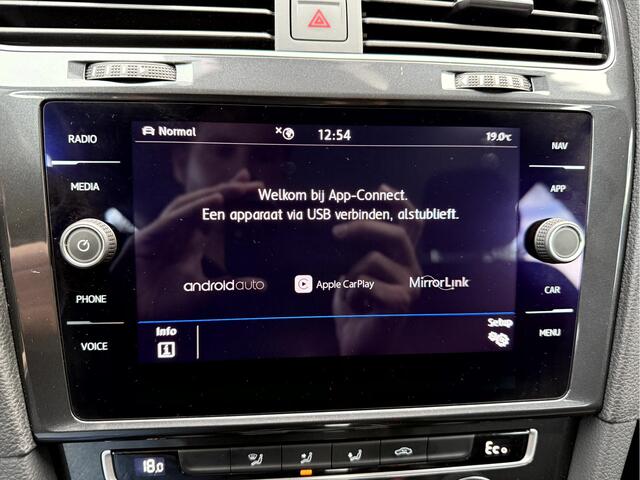 RADIO
MEDIA
PHONE
VOICE
Normal
12:54
19.0°C
Welkom bij App-Connect.
Een apparaat via USB verbinden, alstublieft.
androidauto
Apple CarPlay
MirrorLink
Info
Setup
NAV
APP
CAR
MENU
18.0
Eco